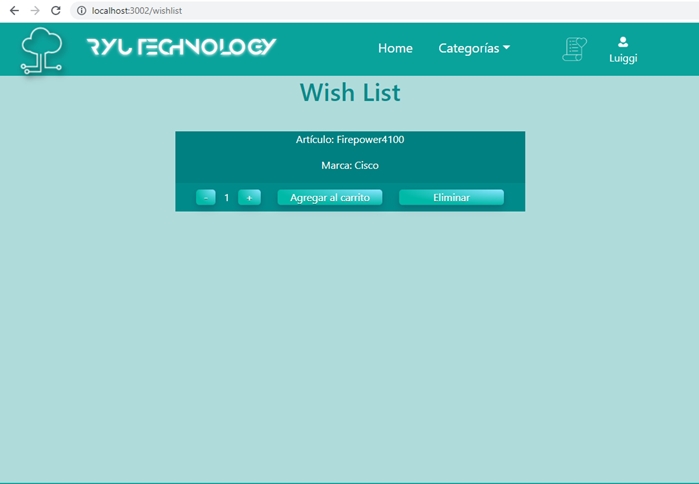 localhost:3002/wishlist
RYU TECHNOLOGY
Home
Categorías
Luiggi
Wish List
Artículo: Firepower4100
Marca: Cisco
- 1 + Agregar al carrito Eliminar